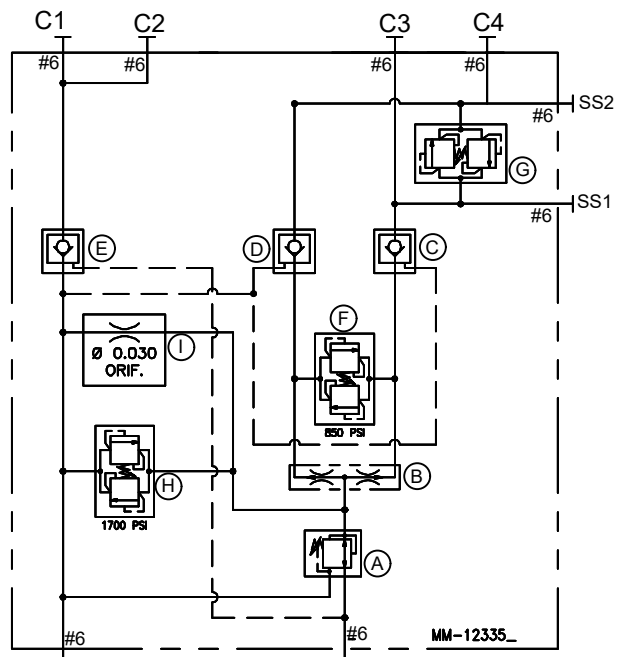 C1 C2 C3 C4
#6 #6 #6 #6
#6 SS2
G
#6 SS1
E D C
F
Ø 0.030
ORIF.
I
850 PSI
B
H
1700 PSI
A
#6 #6 MM-12335_